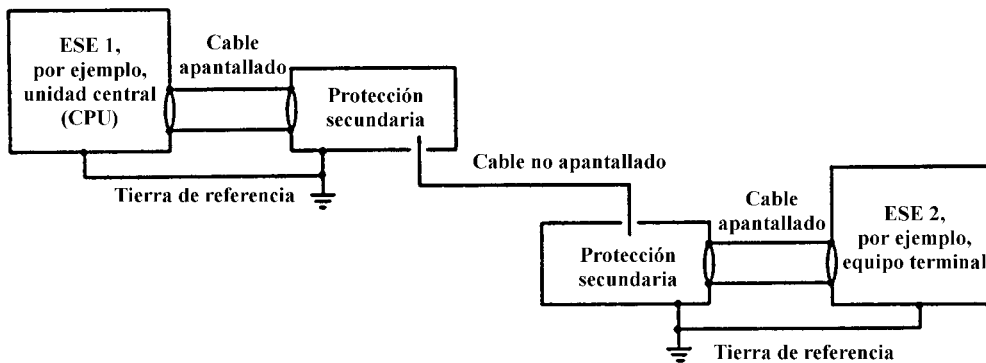 ESE 1,
por ejemplo,
unidad central
(CPU)
Cable
apantallado
Protección
secundaria
Tierra de referencia
Cable no apantallado
Protección
secundaria
Cable
apantallado
ESE 2,
por ejemplo,
equipo terminal
Tierra de referencia